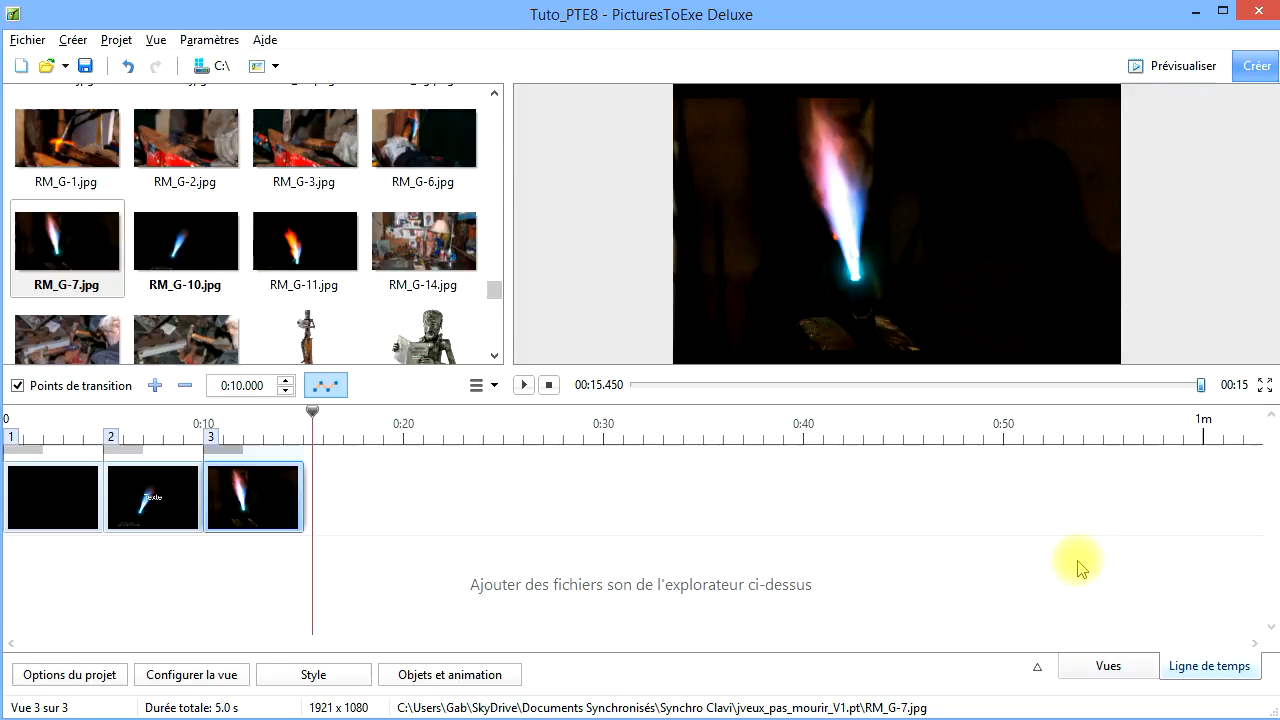 Tuto_PTE8 - PicturesToExe Deluxe
Fichier Créer Projet Vue Paramètres Aide
C:\ Prévisualiser Créer
RM_G-1.jpg RM_G-2.jpg RM_G-3.jpg RM_G-6.jpg
RM_G-7.jpg RM_G-10.jpg RM_G-11.jpg RM_G-14.jpg
Points de transition 0:10.000 00:15.450 00:15
0 0:10 0:20 0:30 0:40 0:50 1m
1 2 3
Texte
Ajouter des fichiers son de l'explorateur ci-dessus
Options du projet Configurer la vue Style Objets et animation Vues Ligne de temps
Vue 3 sur 3 Durée totale: 5.0 s 1921 x 1080 C:\Users\Gab\SkyDrive\Documents Synchronisés\Synchro Clavi\jveux_pas_mourir_V1.pt\RM_G-7.jpg